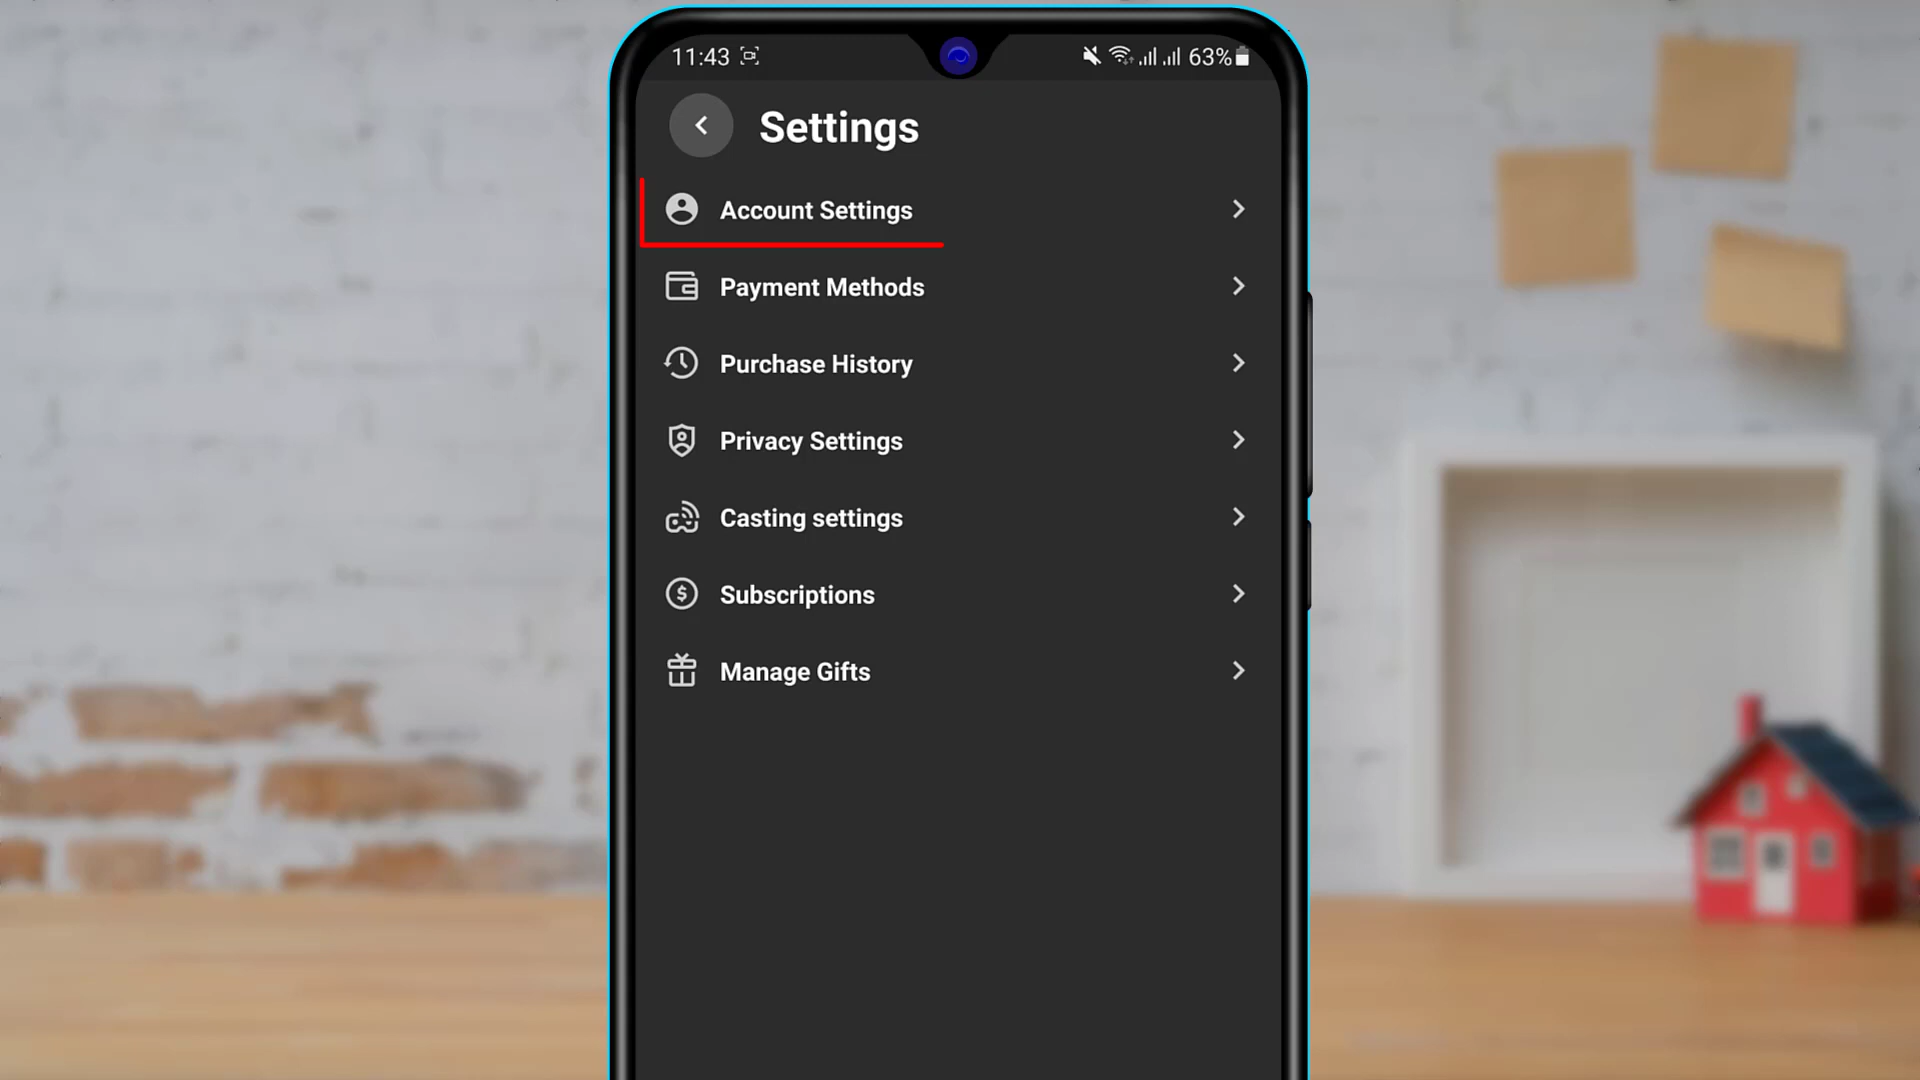 11:43 63%
Settings
Account Settings
Payment Methods
Purchase History
Privacy Settings
Casting settings
Subscriptions
Manage Gifts